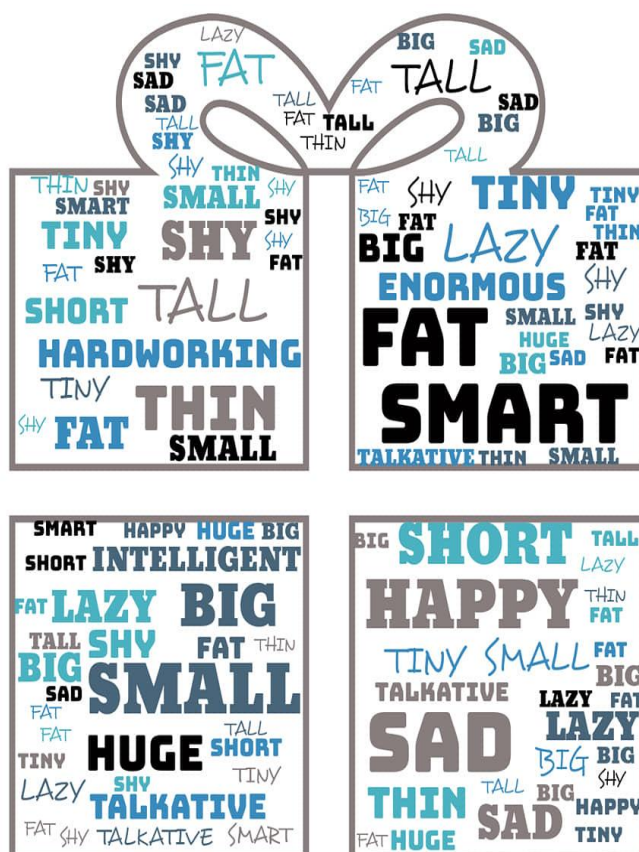 LAZY
FAT
SHY
SAD
SAD
TALL
SHY
SHY
BIG
SAD
TALL
FAT
TALL
FAT TALL
THIN
SAD
BIG
TALL
THIN SHY
SMART
THIN
SMALL SHY
TINY
SHY
SHY
SHY
FAT
FAT SHY
SHORT
TALL
HARDWORKING
TINY
THIN
SHY FAT
SMALL
FAT SHY TINY TINY
BIG FAT
FAT
THIN
BIG LAZY FAT
ENORMOUS SHY
FAT SMALL SHY
HUGE LAZY
BIG SAD FAT
SMART
TALKATIVE THIN SMALL
SMART HAPPY HUGE BIG
SHORT INTELLIGENT
FAT LAZY BIG
TALL SHY FAT THIN
BIG
SAD SMALL
FAT
FAT
TALL
TINY HUGE SHORT
TINY
LAZY SHY
TALKATIVE
FAT SHY TALKATIVE SMART
BIG SHORT TALL
LAZY
HAPPY THIN
FAT
TINY SMALL FAT
BIG
TALKATIVE LAZY FAT
SAD LAZY
BIG BIG
SHY
THIN TALL BIG
SAD HAPPY
FAT HUGE TINY